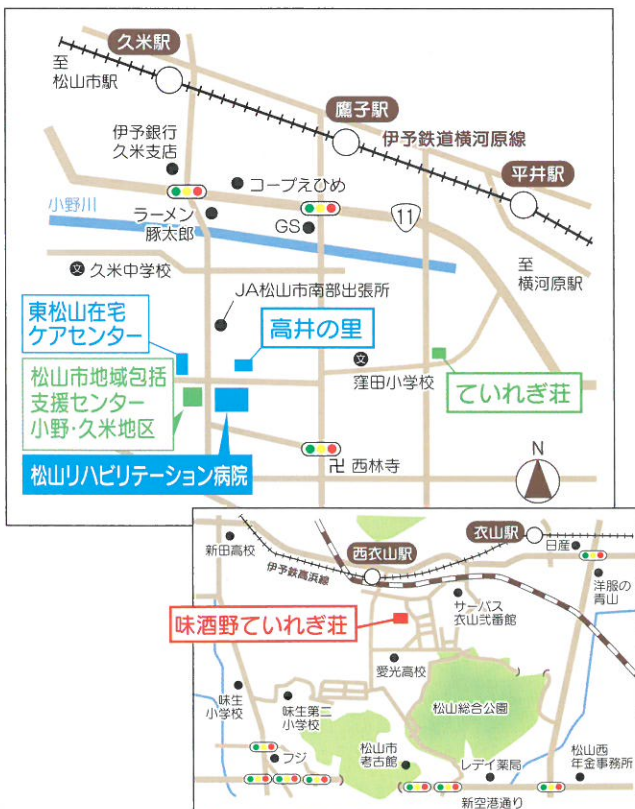 久米駅
至
松山市駅
鷹子駅
伊予鉄道横河原線
平井駅
伊予銀行
久米支店
コープえひめ
小野川
ラーメン
豚太郎
GS
11
至
横河原駅
文
久米中学校
JA松山市南部出張所
東松山在宅
ケアセンター
高井の里
文
窪田小学校
ていれぎ荘
松山市地域包括
支援センター
小野・久米地区
松山リハビリテーション病院
卍 西林寺
N
新田高校
伊予鉄高浜線
西衣山駅
衣山駅
日産
洋服の
青山
サーパス
衣山弐番館
味酒野ていれぎ荘
愛光高校
松山総合公園
味生
小学校
味生第二
小学校
フジ
松山市
考古館
レデイ薬局
松山西
年金事務所
新空港通り